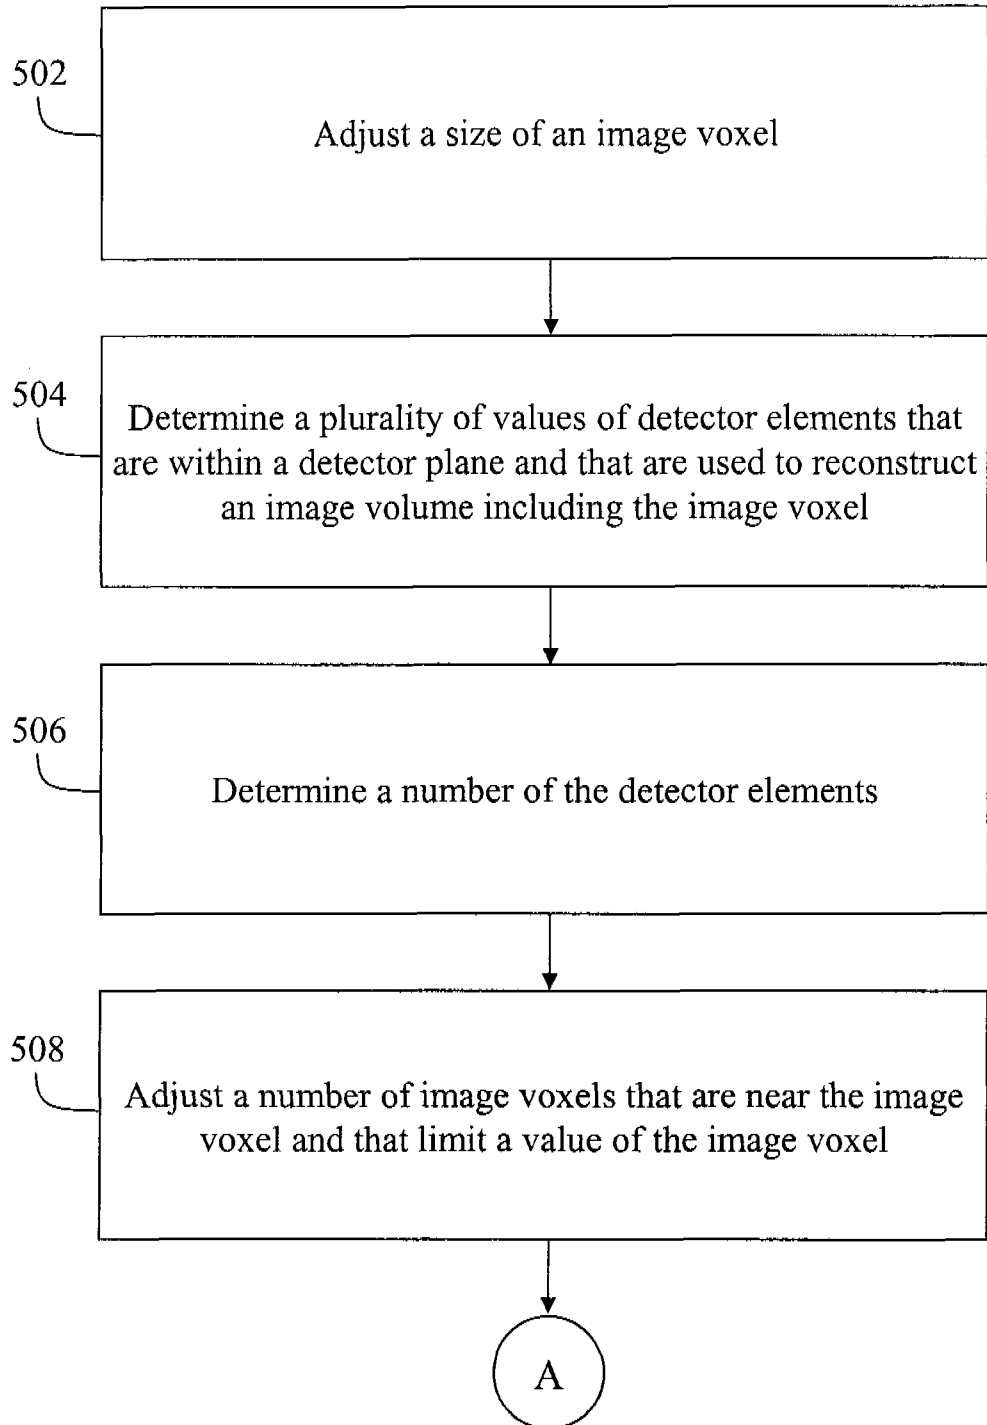 502
Adjust a size of an image voxel
504
Determine a plurality of values of detector elements that
are within a detector plane and that are used to reconstruct
an image volume including the image voxel
506
Determine a number of the detector elements
508
Adjust a number of image voxels that are near the image
voxel and that limit a value of the image voxel
A